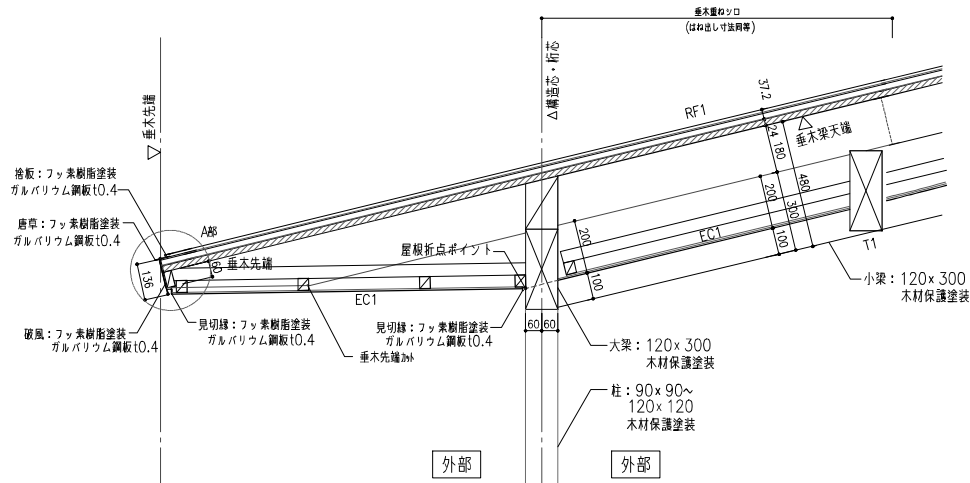 垂木重ねシロ
(はね出し寸法同等)
▽ 垂木先端
△構造芯・桁芯
37.2
RF1
24
180
垂木梁天端
480
捨板：フッ素樹脂塗装
ガルバリウム鋼板t0.4
唐草：フッ素樹脂塗装
ガルバリウム鋼板t0.4
屋根折点ポイント
200
200
300
EC1
100
T1
136
60
垂木先端
EC1
100
小梁：120×300
木材保護塗装
破風：フッ素樹脂塗装
ガルバリウム鋼板t0.4
見切縁：フッ素樹脂塗装
ガルバリウム鋼板t0.4
垂木先端カット
見切縁：フッ素樹脂塗装
ガルバリウム鋼板t0.4
60 60
大梁：120×300
木材保護塗装
柱：90×90～
120×120
木材保護塗装
外部
外部